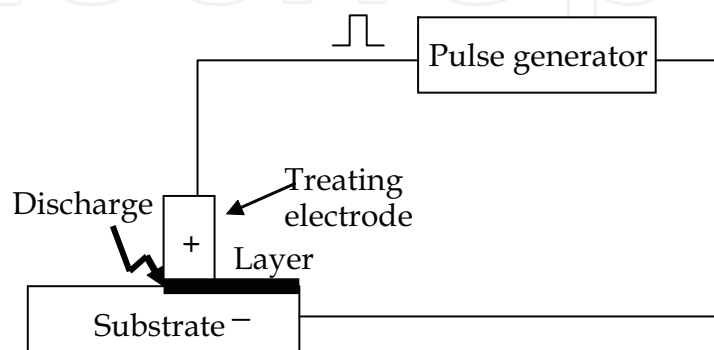 Pulse generator
Treating
electrode
Discharge
+
Layer
Substrate –